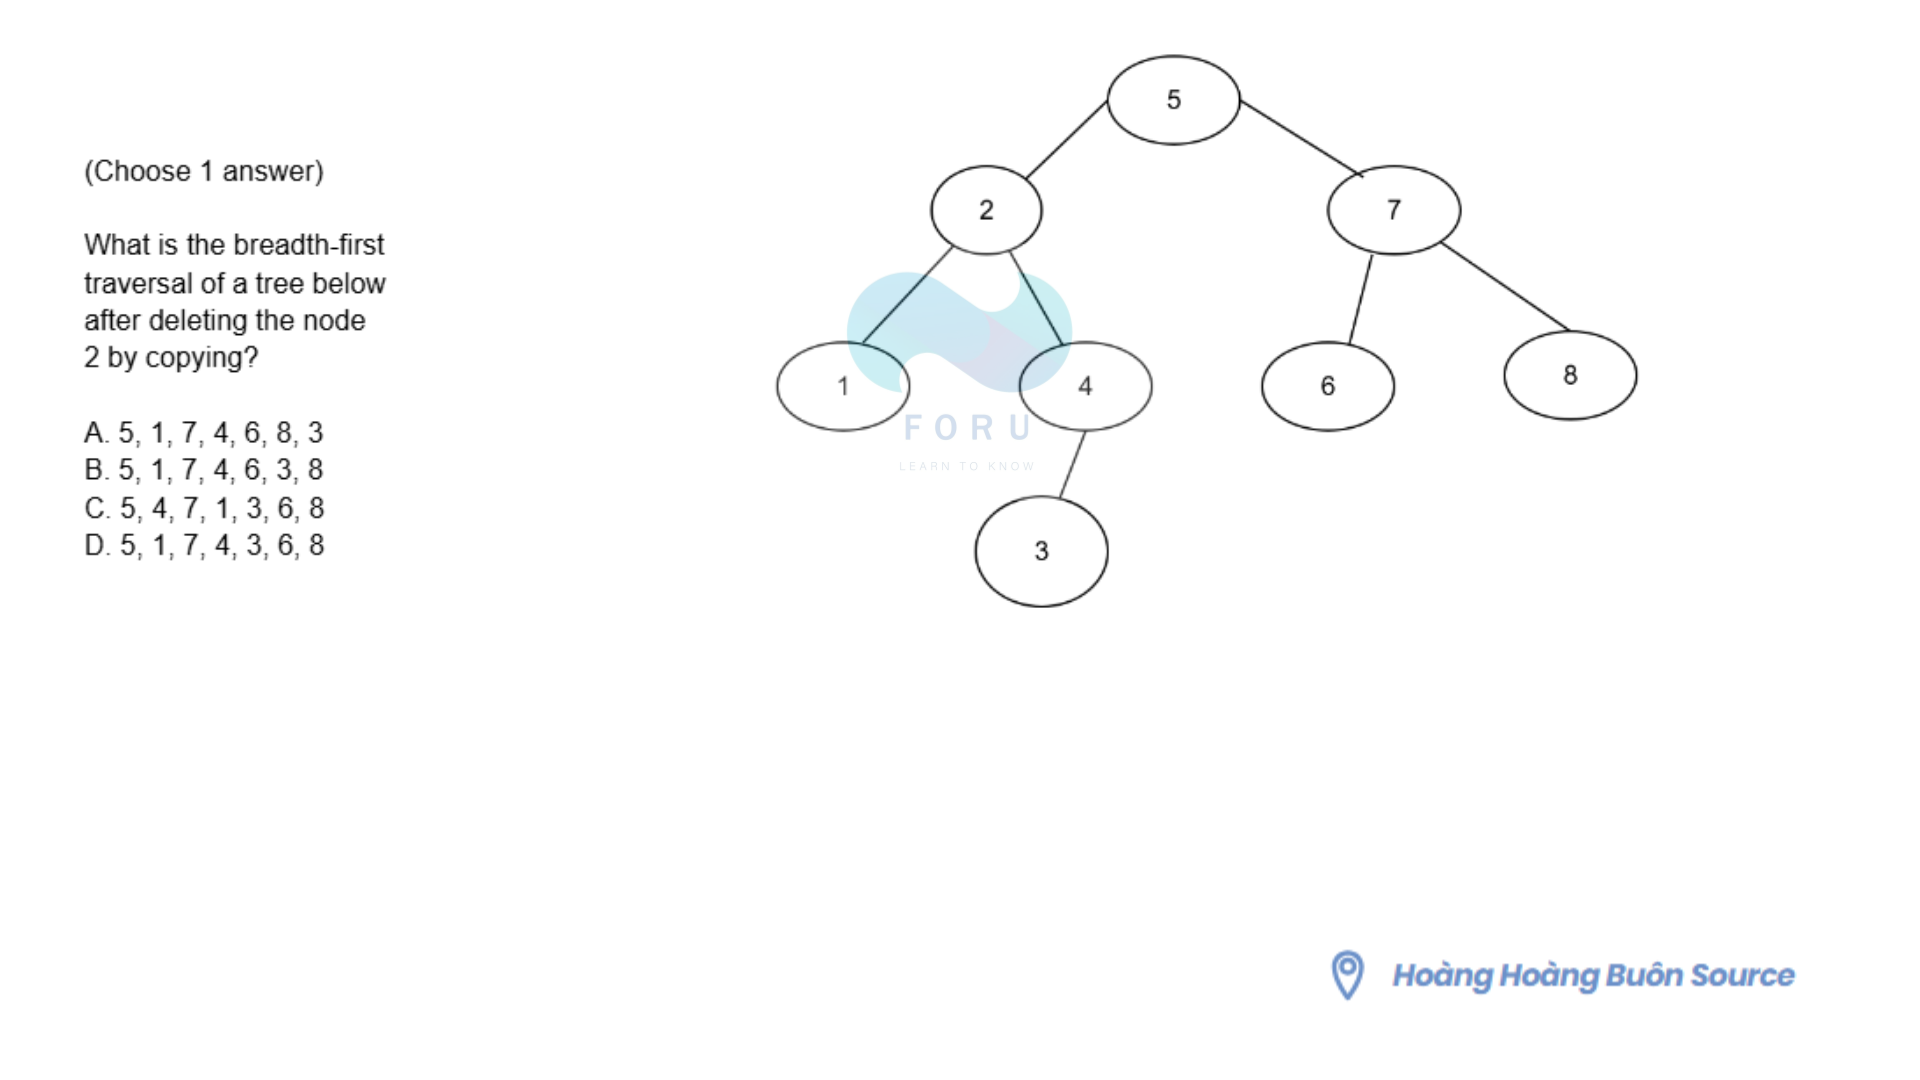 (Choose 1 answer)
What is the breadth-first
traversal of a tree below
after deleting the node
2 by copying?
A. 5, 1, 7, 4, 6, 8, 3
B. 5, 1, 7, 4, 6, 3, 8
C. 5, 4, 7, 1, 3, 6, 8
D. 5, 1, 7, 4, 3, 6, 8
5
2
7
1
4
6
8
3
FORU
LEARN TO KNOW
Hoàng Hoàng Buôn Source